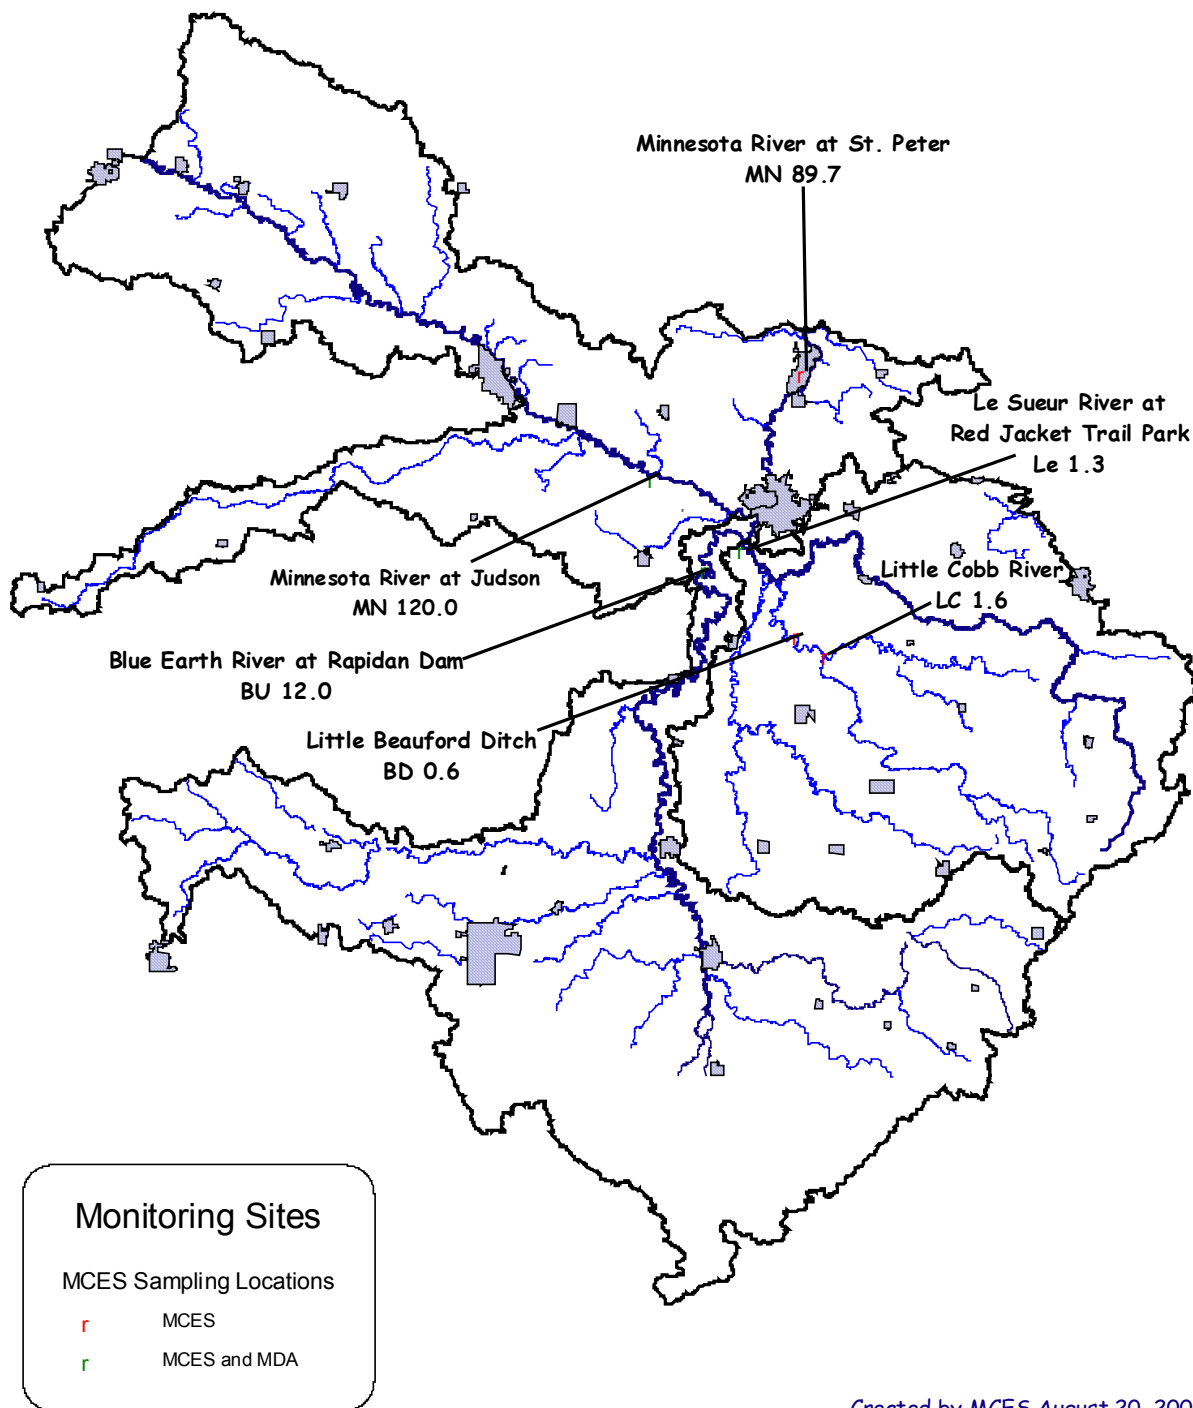 Minnesota River at St. Peter
MN 89.7
r
Le Sueur River at
Red Jacket Trail Park
Le 1.3
r
r
Minnesota River at Judson
MN 120.0
Little Cobb River
LC 1.6
Blue Earth River at Rapidan Dam
BU 12.0
r
r
r
Little Beauford Ditch
BD 0.6
Monitoring Sites
MCES Sampling Locations
r MCES
r MCES and MDA
Created by MCES August 20, 200